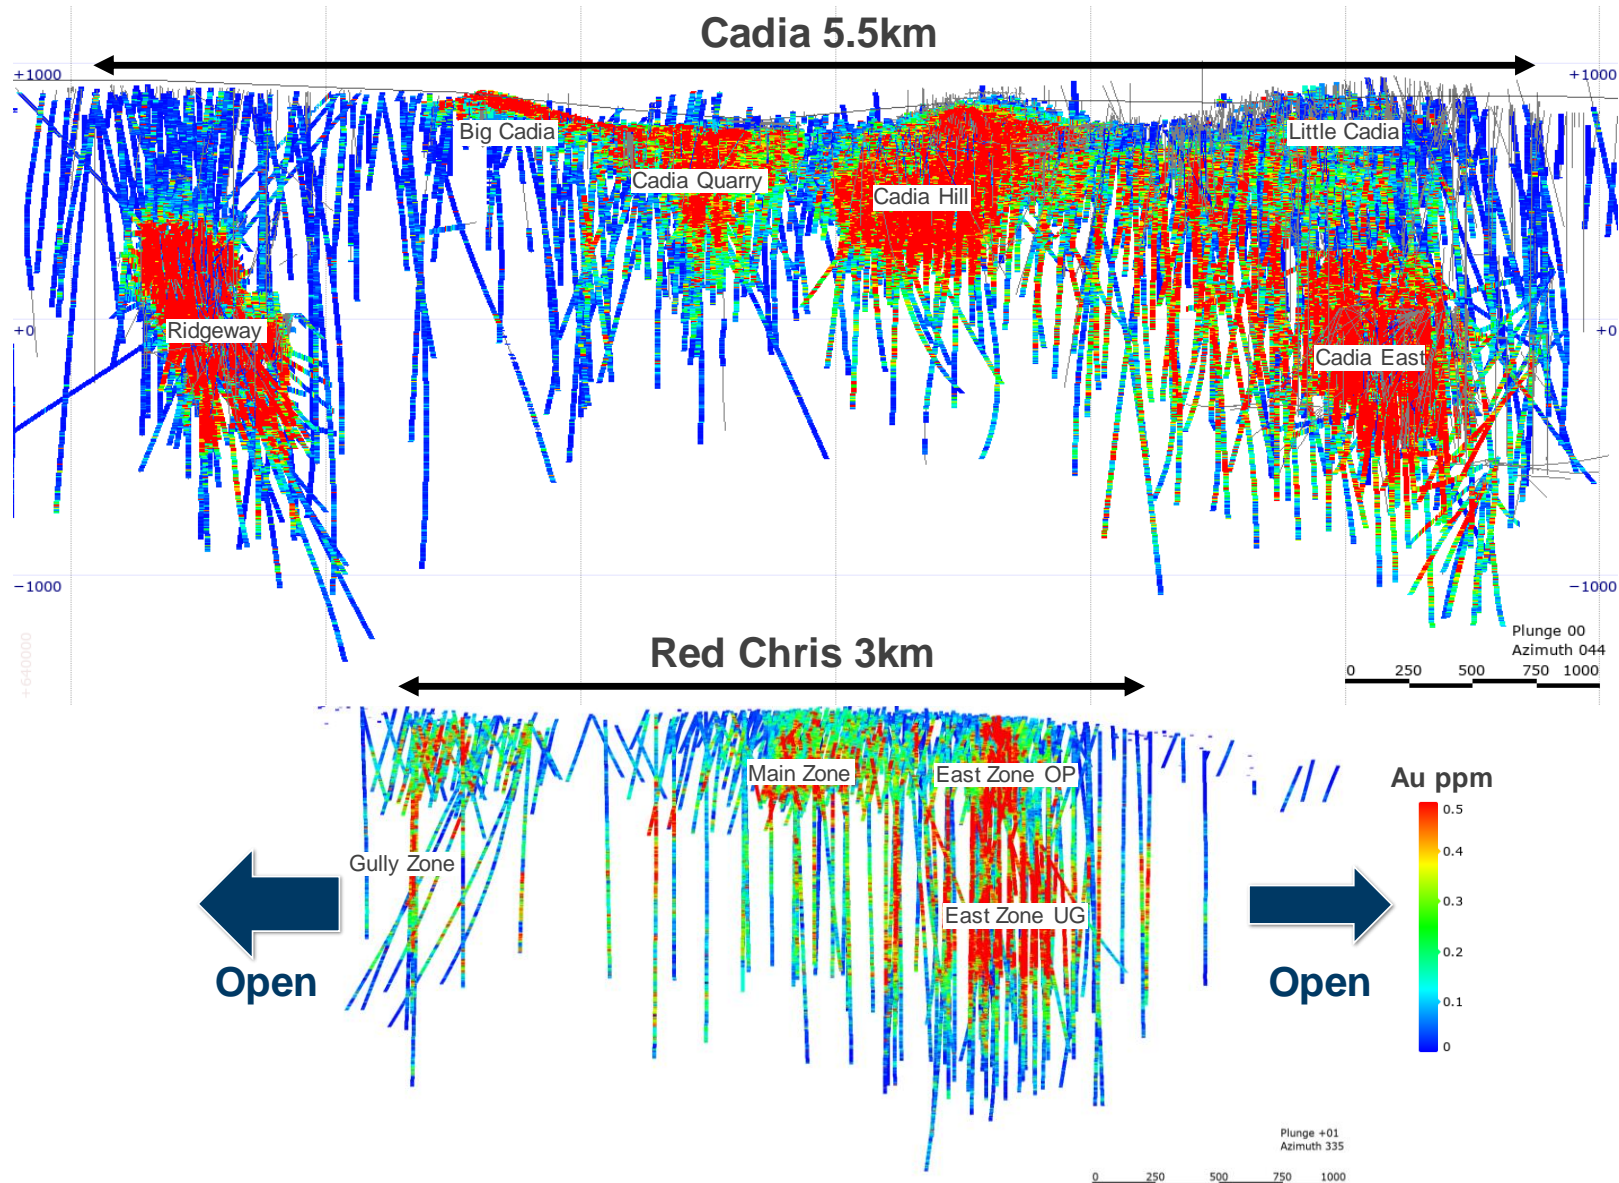 Cadia 5.5km
+1000
+1000
Big Cadia
Little Cadia
Cadia Quarry
Cadia Hill
+0
+0
Ridgeway
Cadia East
-1000
-1000
+640000
Plunge 00
Azimuth 044
0 250 500 750 1000
Red Chris 3km
Main Zone
East Zone OP
Gully Zone
East Zone UG
Open
Open
Au ppm
0.5
0.4
0.3
0.2
0.1
0
Plunge +01
Azimuth 335
0 250 500 750 1000